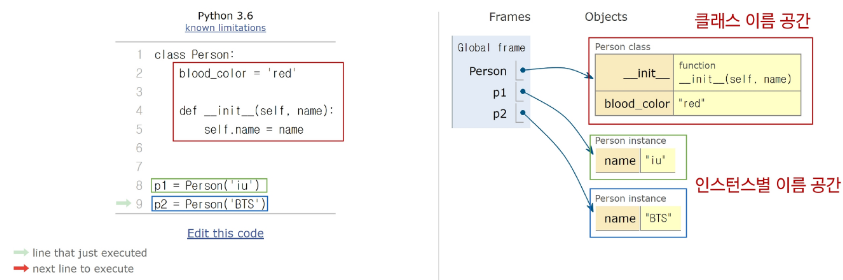 Python 3.6
known limitations
1 class Person:
2 blood_color = 'red'
3
4 def __init__(self, name):
5 self.name = name
6
7
8 p1 = Person('iu')
9 p2 = Person('BTS')
Edit this code
line that just executed
next line to execute
Frames
Objects
클래스 이름 공간
Global frame
Person
p1
p2
Person class
__init__
function
__init__(self, name)
blood_color "red"
Person instance
name "iu"
인스턴스별 이름 공간
Person instance
name "BTS"